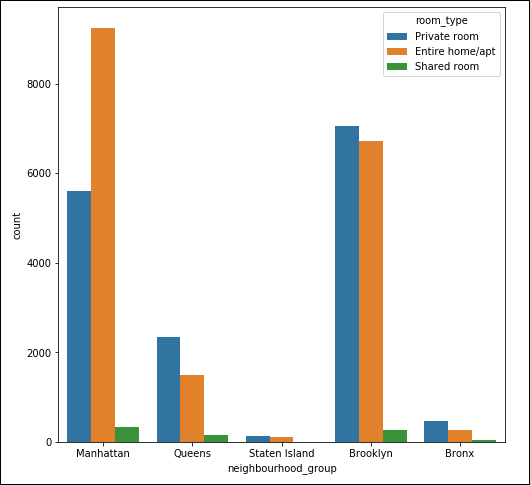 room_type
Private room
Entire home/apt
Shared room
8000
6000
4000
2000
0
count
Manhattan Queens Staten Island Brooklyn Bronx
neighbourhood_group